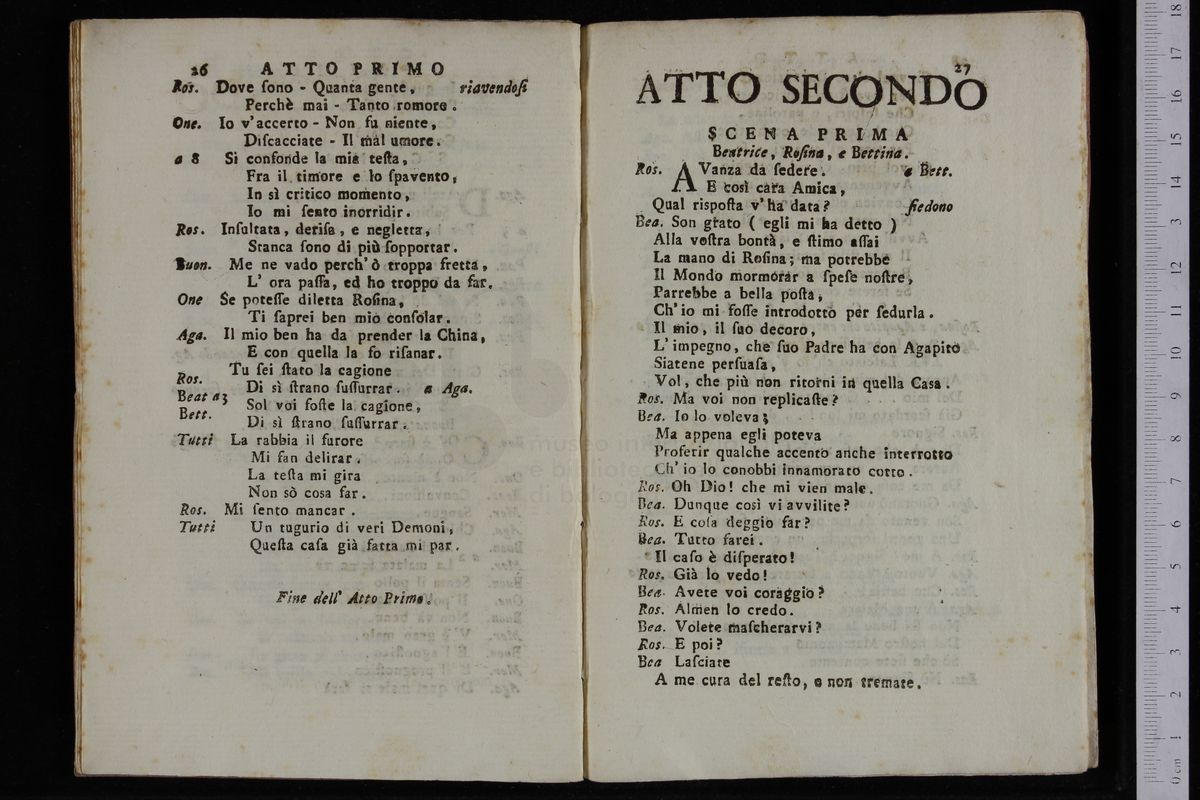 26 ATTO PRIMO
Ros. Dove ſono - Quanta gente, riavendoſi
Perchè mai - Tanto romore.
One. Io v'accerto - Non fu niente,
Diſcacciate - Il mal umore.
a 8 Si confonde la mia teſta,
Fra il timore e lo ſpavento,
In sì critico momento,
Io mi ſento inorridir.
Ros. Inſultata, deriſa, e negletta,
Stanca ſono di più ſopportar.
Buon. Me ne vado perch' ò troppa fretta,
L' ora paſſa, ed ho troppo da far.
One Se poteſſe diletta Roſina,
Ti ſaprei ben mio conſolar.
Aga. Il mio ben ha da prender la China,
E con quella la fo riſanar.
Ros. Tu ſei ſtato la cagione
Di sì ſtrano ſuſſurrar. a Aga.
Beat a3
Bett. Sol voi foſte la cagione,
Di sì ſtrano ſuſſurrar.
Tutti La rabbia il furore
Mi fan delirar.
La teſta mi gira
Non sò coſa far.
Ros. Mi ſento mancar.
Tutti Un tugurio di veri Demoni,
Queſta caſa già fatta mi par.
Fine dell' Atto Primo.
27
ATTO SECONDO
SCENA PRIMA
Beatrice, Roſina, e Bettina.
Ros. AVanza da ſedere. a Bett.
E così cara Amica,
Qual riſpoſta v'ha data? ſiedono
Bea. Son grato ( egli mi ha detto )
Alla voſtra bontà, e ſtimo aſſai
La mano di Roſina; ma potrebbe
Il Mondo mormorar a ſpeſe noſtre,
Parrebbe a bella poſta,
Ch' io mi foſſe introdotto per ſedurla.
Il mio, il ſuo decoro,
L' impegno, che ſuo Padre ha con Agapito
Siatene perſuaſa,
Vol, che più non ritorni in quella Caſa.
Ros. Ma voi non replicaſte?
Bea. Io lo voleva;
Ma appena egli poteva
Proferir qualche accento anche interrotto
Ch' io lo conobbi innamorato cotto.
Ros. Oh Dio! che mi vien male.
Bea. Dunque così vi avvilite?
Ros. E coſa deggio far?
Bea. Tutto farei.
Il caſo è diſperato!
Ros. Già lo vedo!
Bea. Avete voi coraggio?
Ros. Almen lo credo.
Bea. Volete maſcherarvi?
Ros. E poi?
Bea Laſciate
A me cura del reſto, e non tremate.